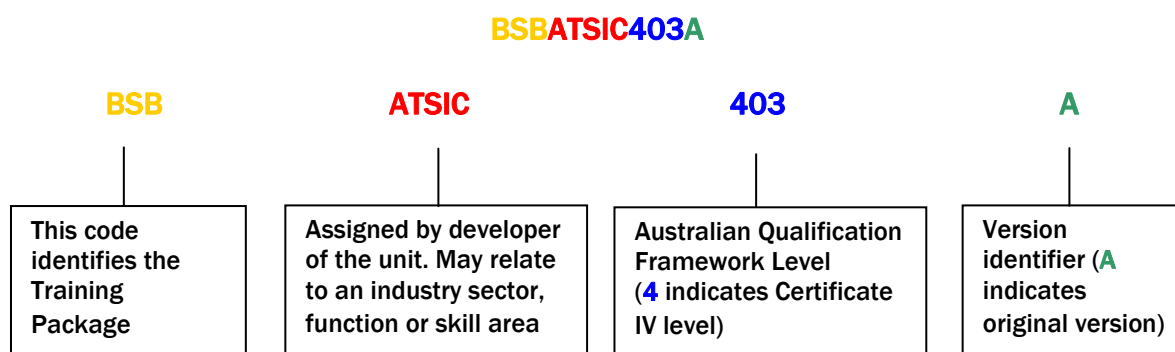 BSBATSIC403A
BSB ATSIC 403 A
This code
identifies the
Training
Package
Assigned by developer
of the unit. May relate
to an industry sector,
function or skill area
Australian Qualification
Framework Level
(4 indicates Certificate
IV level)
Version
identifier (A
indicates
original version)